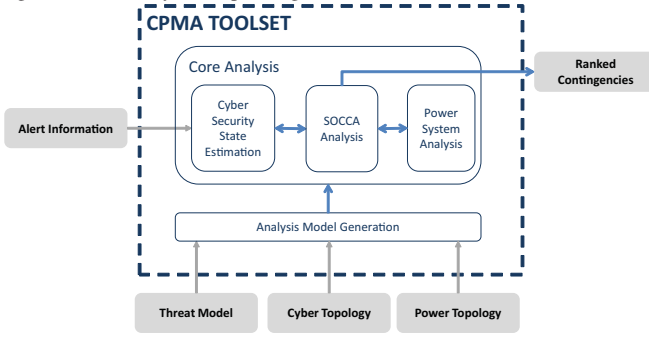 CPMA TOOLSET
Core Analysis
Ranked
Contingencies
Alert Information
Cyber
Security
State
Estimation
SOCCA
Analysis
Power
System
Analysis
Analysis Model Generation
Threat Model
Cyber Topology
Power Topology